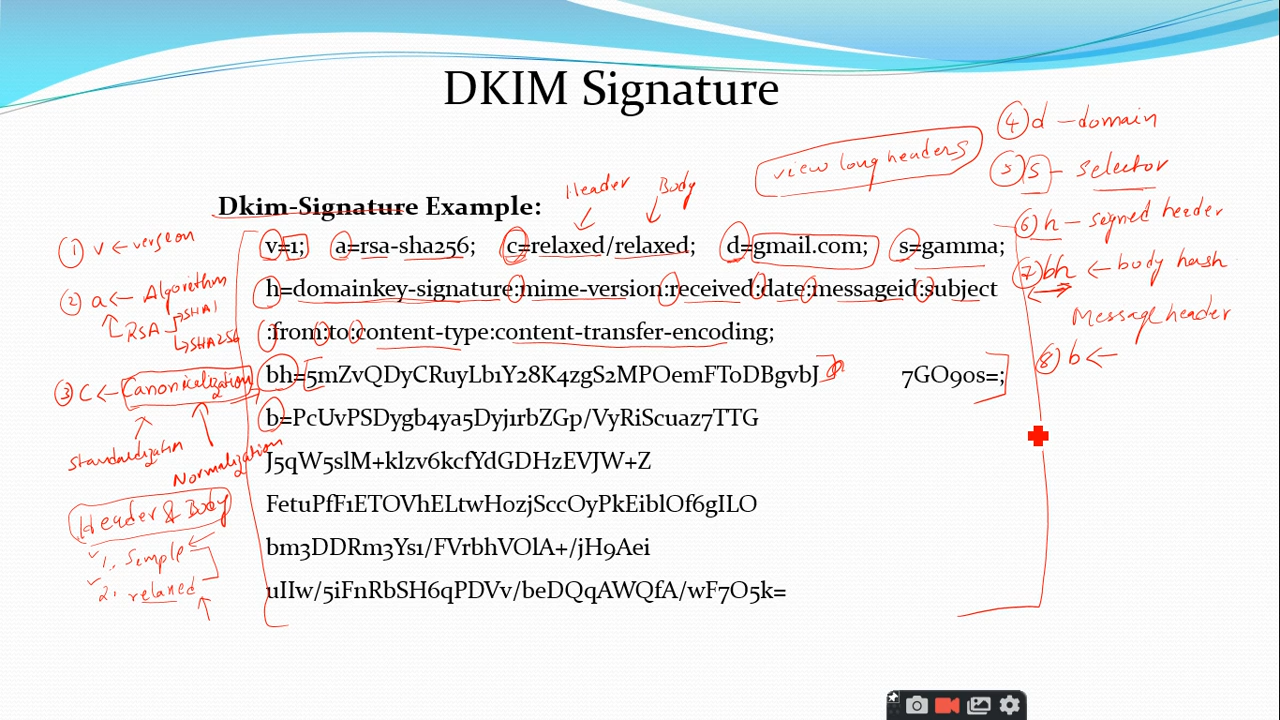 DKIM Signature
view longheaders
Dkim-Signature Example:
Header Body
v=1; a=rsa-sha256; c=relaxed/relaxed; d=gmail.com; s=gamma;
h=domainkey-signature:mime-version:received:date:messageid:subject
:from:to:content-type:content-transfer-encoding;
bh=5mZvQDyCRuyLb1Y28K4zgS2MPOemFToDBgvbJ 7GO90s=;
b=PcUvPSDygb4ya5Dyj1rbZGp/VyRiScuaz7TTG
J5qW5slM+klzv6kcfYdGDHzEVJW+Z
FetuPfF1ETOVhELtwHozjSccOyPkEiblOf6gILO
bm3DDRm3Ys1/FVrbhVOlA+/jH9Aei
uIIw/5iFnRbSH6qPDVv/beDQqAWQfA/wF7O5k=
1 v ← version
2 a ← Algorithm
RSA SHA1
SHA256
3 C ← Canonicalization
Standardization
Normalization
Header & Body
1. Simple
2. relaxed
4 d - domain
5 S - selector
6 h - signed header
7 bh ← body hash
Message header
8 b ←